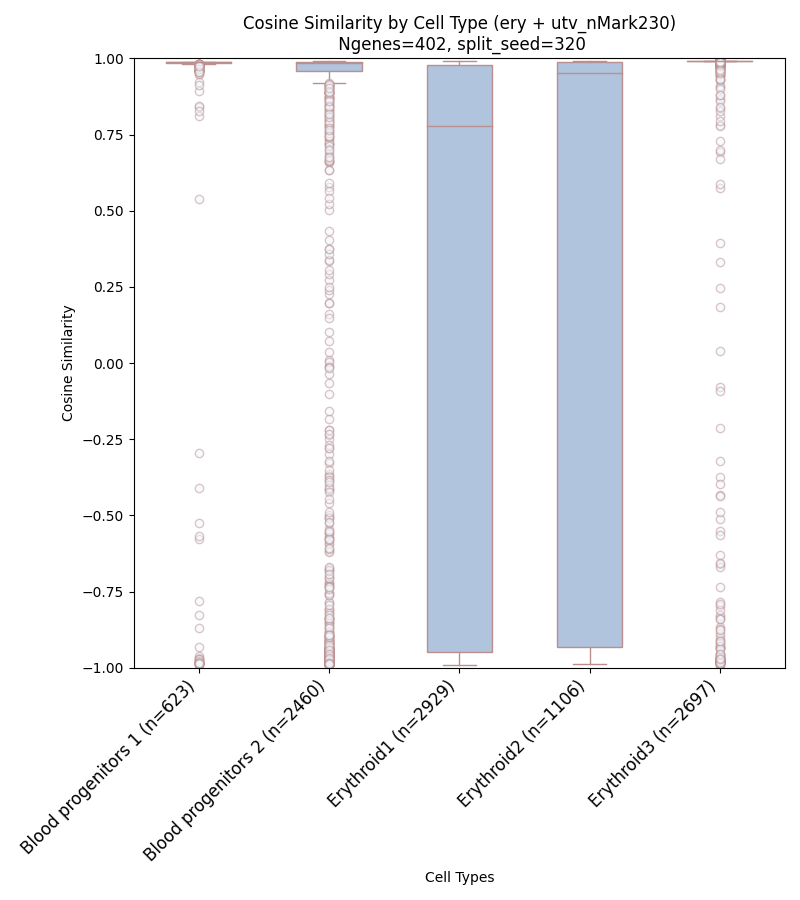 Cosine Similarity by Cell Type (ery + utv_nMark230)
Ngenes=402, split_seed=320
1.00
0.75
0.50
0.25
0.00
−0.25
−0.50
−0.75
−1.00
Cosine Similarity
Blood progenitors 1 (n=623)
Blood progenitors 2 (n=2460)
Erythroid1 (n=2929)
Erythroid2 (n=1106)
Erythroid3 (n=2697)
Cell Types